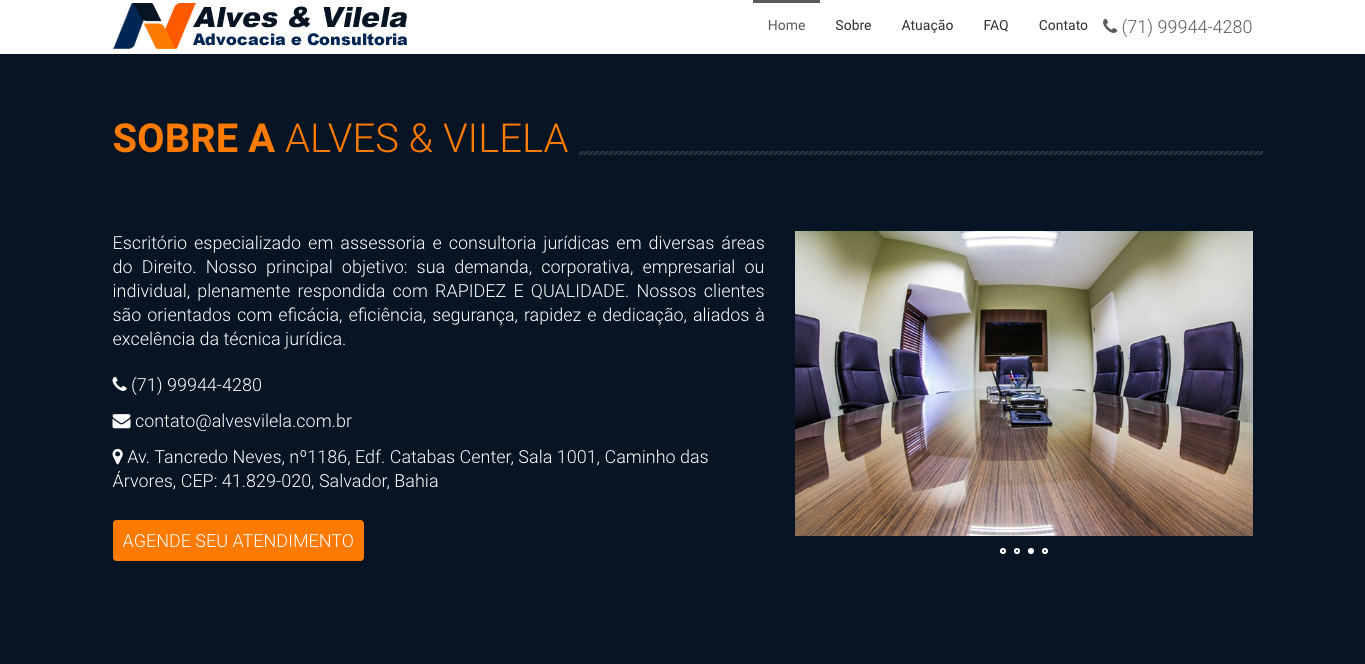 Alves & Vilela
Advocacia e Consultoria
Home Sobre Atuação FAQ Contato (71) 99944-4280
SOBRE A ALVES & VILELA
Escritório especializado em assessoria e consultoria jurídicas em diversas áreas
do Direito. Nosso principal objetivo: sua demanda, corporativa, empresarial ou
individual, plenamente respondida com RAPIDEZ E QUALIDADE. Nossos clientes
são orientados com eficácia, eficiência, segurança, rapidez e dedicação, aliados à
excelência da técnica jurídica.
(71) 99944-4280
contato@alvesvilela.com.br
Av. Tancredo Neves, nº1186, Edf. Catabas Center, Sala 1001, Caminho das
Árvores, CEP: 41.829-020, Salvador, Bahia
AGENDE SEU ATENDIMENTO